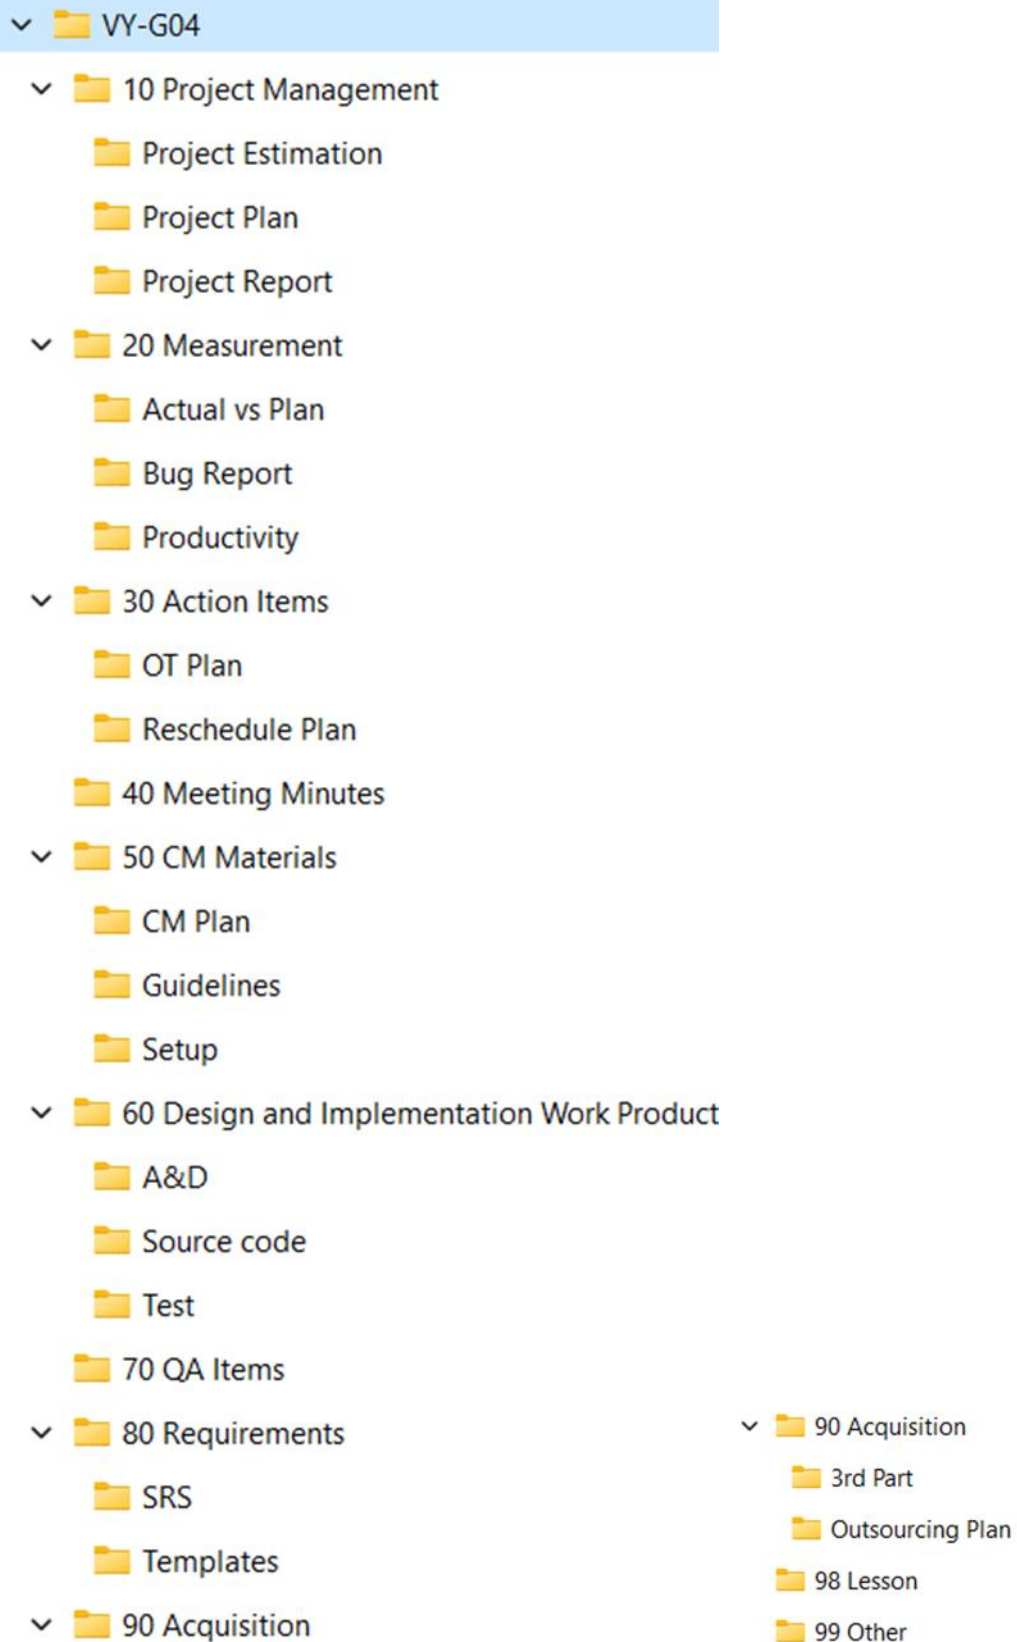 VY-G04
10 Project Management
Project Estimation
Project Plan
Project Report
20 Measurement
Actual vs Plan
Bug Report
Productivity
30 Action Items
OT Plan
Reschedule Plan
40 Meeting Minutes
50 CM Materials
CM Plan
Guidelines
Setup
60 Design and Implementation Work Product
A&D
Source code
Test
70 QA Items
80 Requirements
SRS
Templates
90 Acquisition
90 Acquisition
3rd Part
Outsourcing Plan
98 Lesson
99 Other